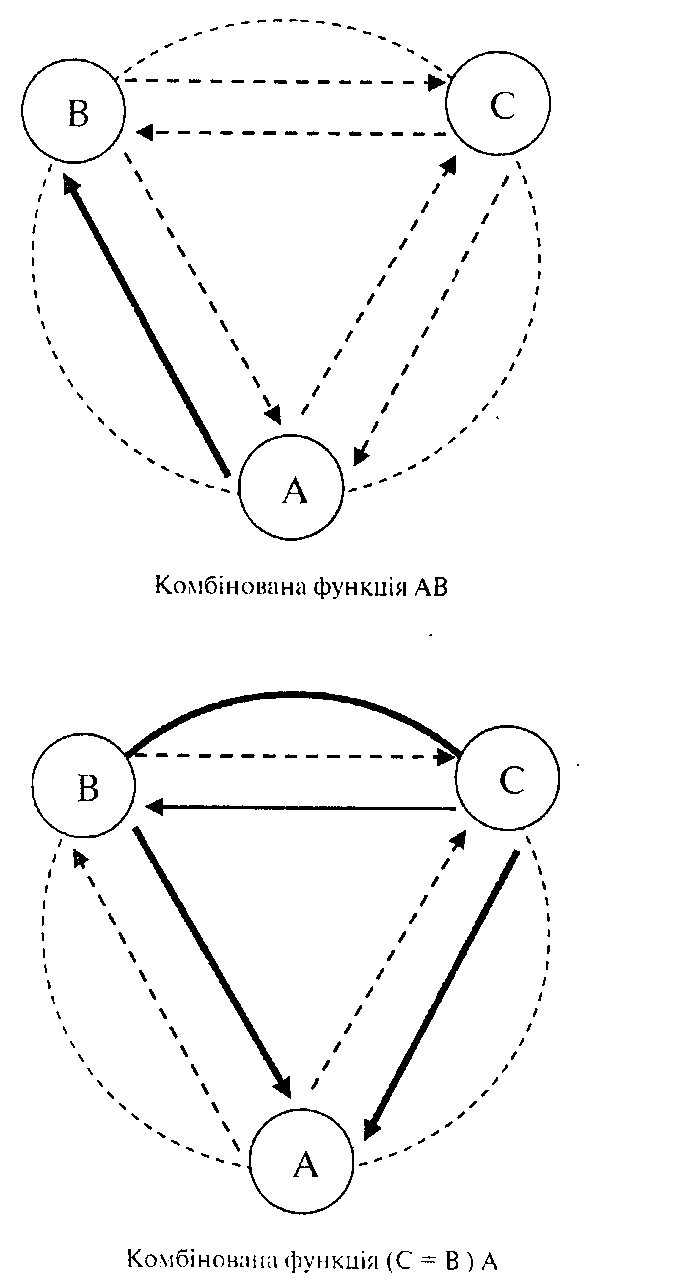 B C
A
Комбінована функція АВ
B C
A
Комбінована функція (С = В ) А